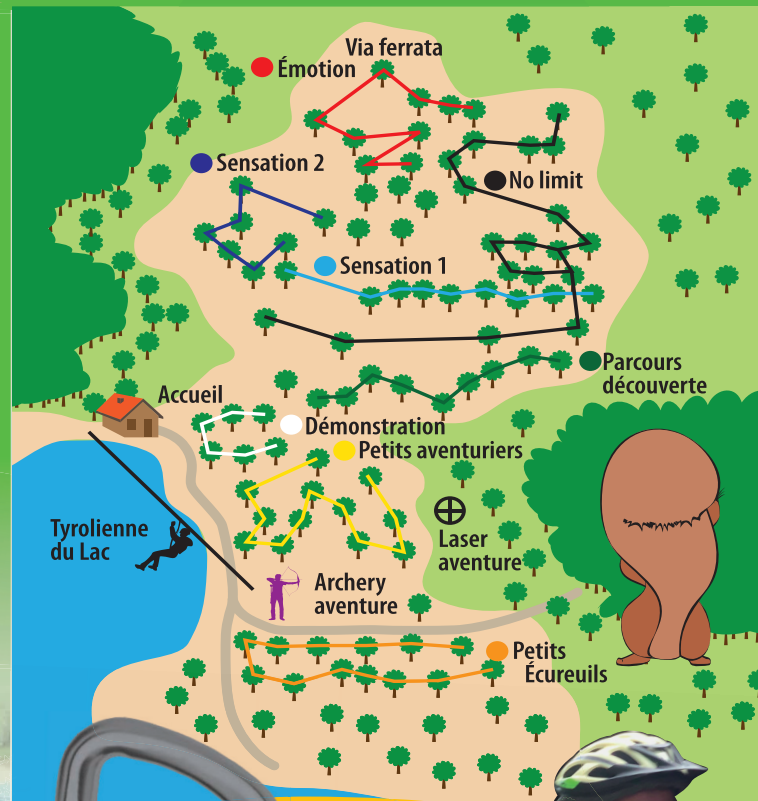 Via ferrata
Émotion
Sensation 2
No limit
Sensation 1
Parcours
découverte
Accueil
Démonstration
Petits aventuriers
Tyrolienne
du Lac
Laser
aventure
Archery
aventure
Petits
Écureuils